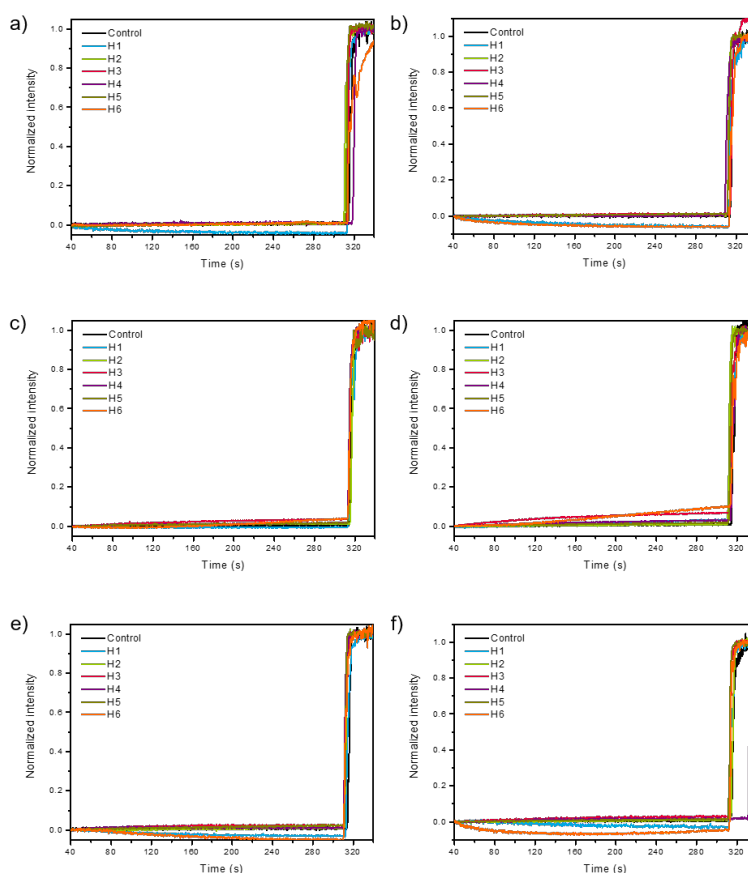 a)
Control
H1
H2
H3
H4
H5
H6
Normalized intensity
1.0
0.8
0.6
0.4
0.2
0.0
40 80 120 160 200 240 280 320
Time (s)
b)
Control
H1
H2
H3
H4
H5
H6
Normalized intensity
1.0
0.8
0.6
0.4
0.2
0.0
40 80 120 160 200 240 280 320
Time (s)
c)
Control
H1
H2
H3
H4
H5
H6
Normalized intensity
1.0
0.8
0.6
0.4
0.2
0.0
40 80 120 160 200 240 280 320
Time (s)
d)
Control
H1
H2
H3
H4
H5
H6
Normalized intensity
1.0
0.8
0.6
0.4
0.2
0.0
40 80 120 160 200 240 280 320
Time (s)
e)
Control
H1
H2
H3
H4
H5
H6
Normalized intensity
1.0
0.8
0.6
0.4
0.2
0.0
40 80 120 160 200 240 280 320
Time (s)
f)
Control
H1
H2
H3
H4
H5
H6
Normalized intensity
1.0
0.8
0.6
0.4
0.2
0.0
40 80 120 160 200 240 280 320
Time (s)